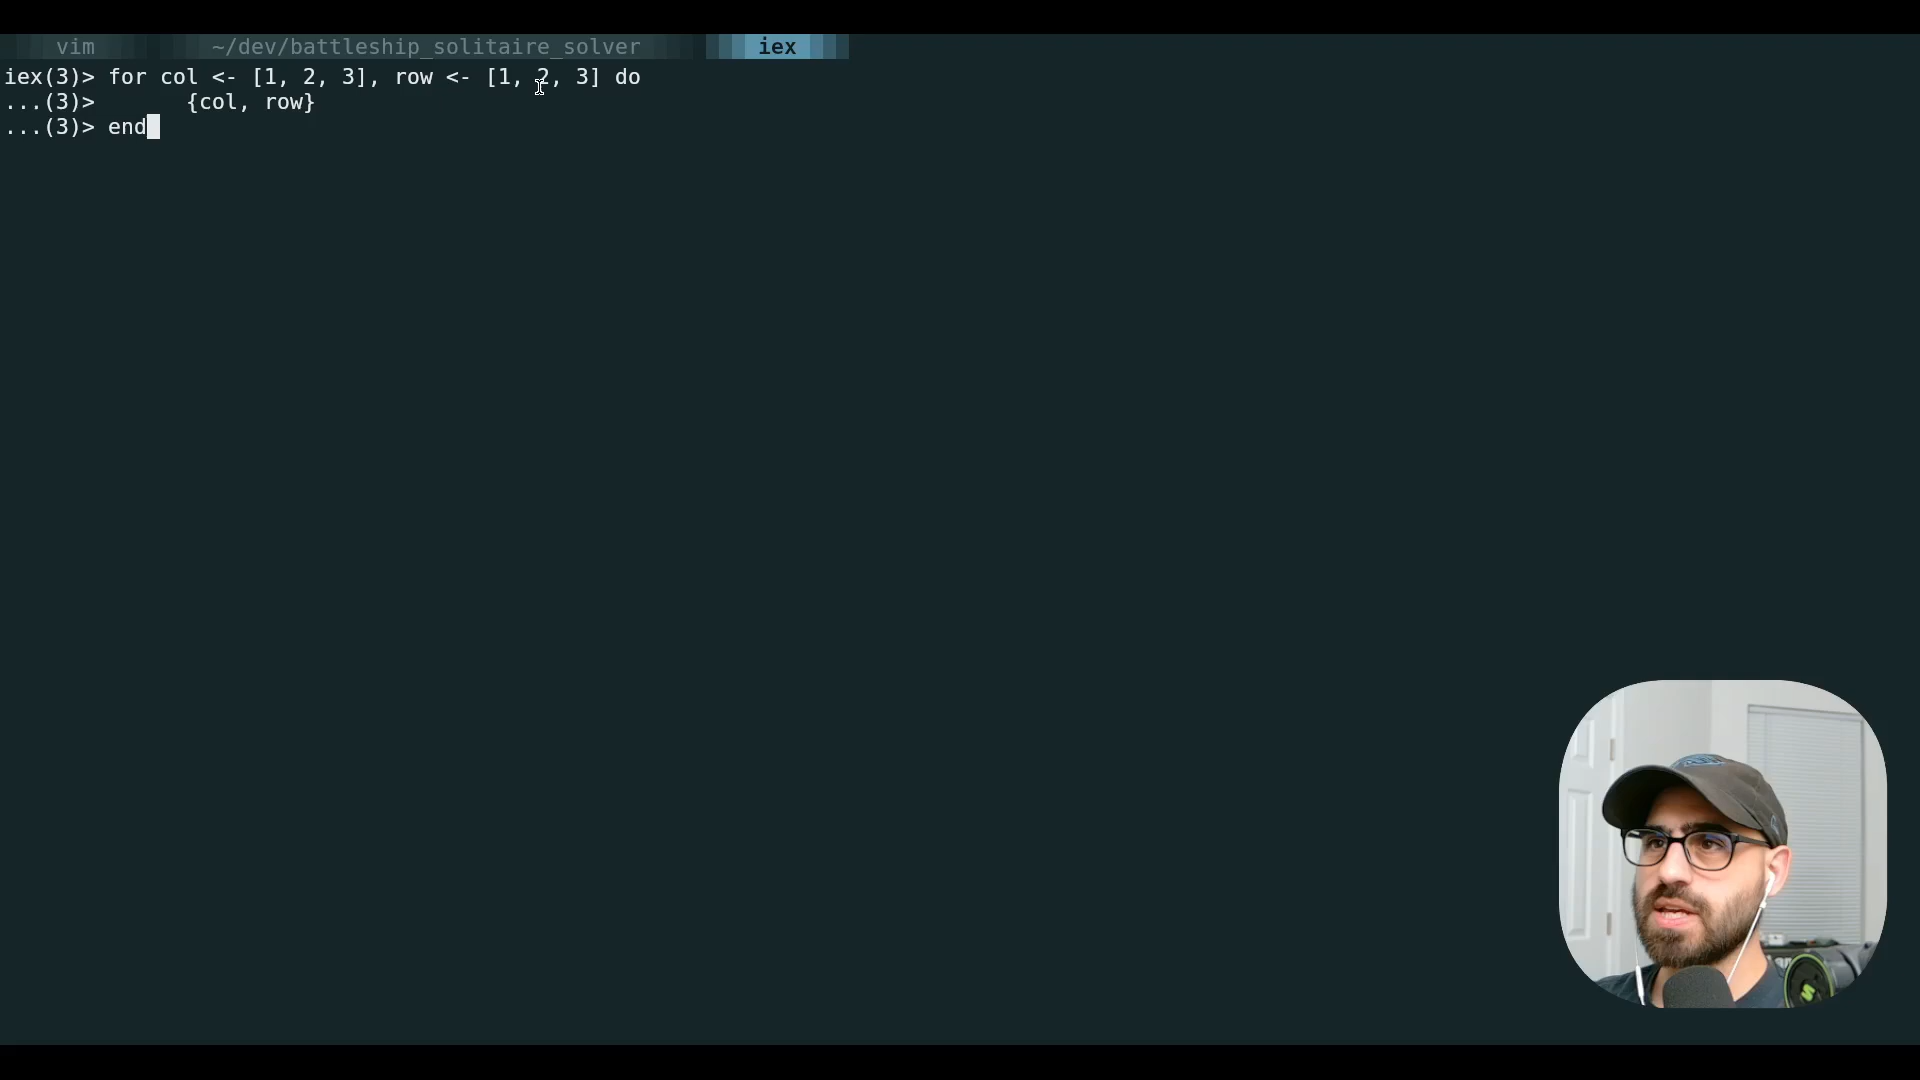 vim ~/dev/battleship_solitaire_solver iex
iex(3)> for col <- [1, 2, 3], row <- [1, 2, 3] do
...(3)>       {col, row}
...(3)> end